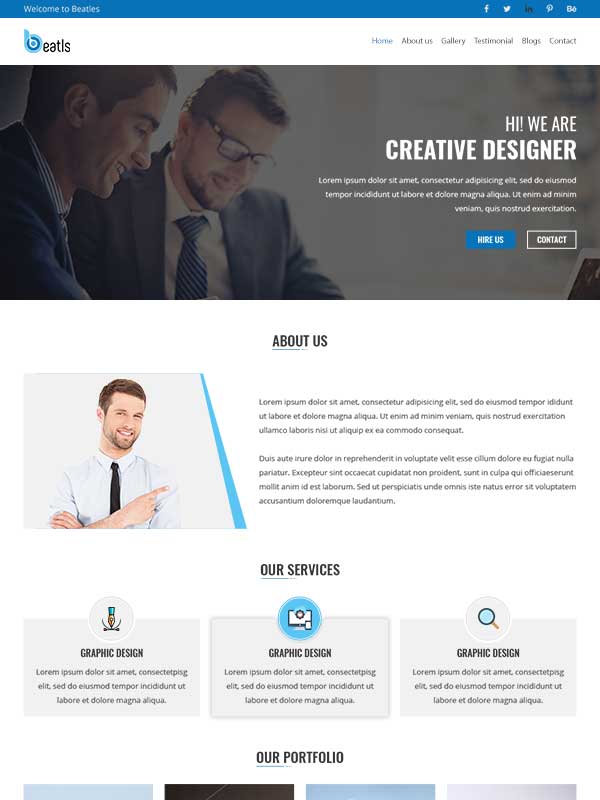 Welcome to Beatles
beatls
Home About us Gallery Testimonial Blogs Contact
HI! WE ARE
CREATIVE DESIGNER
Lorem ipsum dolor sit amet, consectetur adipisicing elit, sed do eiusmod
tempor incididunt ut labore et dolore magna aliqua. Ut enim ad minim
veniam, quis nostrud exercitation.
HIRE US CONTACT
ABOUT US
Lorem ipsum dolor sit amet, consectetur adipisicing elit, sed do eiusmod tempor
incididunt ut labore et dolore magna aliqua. Ut enim ad minim veniam, quis nostrud exercitation
ullamco laboris nisi ut aliquip ex ea commodo consequat.
Duis aute irure dolor in reprehenderit in voluptate velit esse cillum dolore eu fugiat nulla
pariatur. Excepteur sint occaecat cupidatat non proident, sunt in culpa qui officiaeserunt
mollit anim id est laborum. Sed ut perspiciatis unde omnis iste natus error sit voluptatem
accusantium doloremque laudantium.
OUR SERVICES
GRAPHIC DESIGN
Lorem ipsum dolor sit amet, consectetpisg
elit, sed do eiusmod tempor incididunt ut
labore et dolore magna aliqua.
GRAPHIC DESIGN
Lorem ipsum dolor sit amet, consectetpisg
elit, sed do eiusmod tempor incididunt ut
labore et dolore magna aliqua.
GRAPHIC DESIGN
Lorem ipsum dolor sit amet, consectetpisg
elit, sed do eiusmod tempor incididunt ut
labore et dolore magna aliqua.
OUR PORTFOLIO